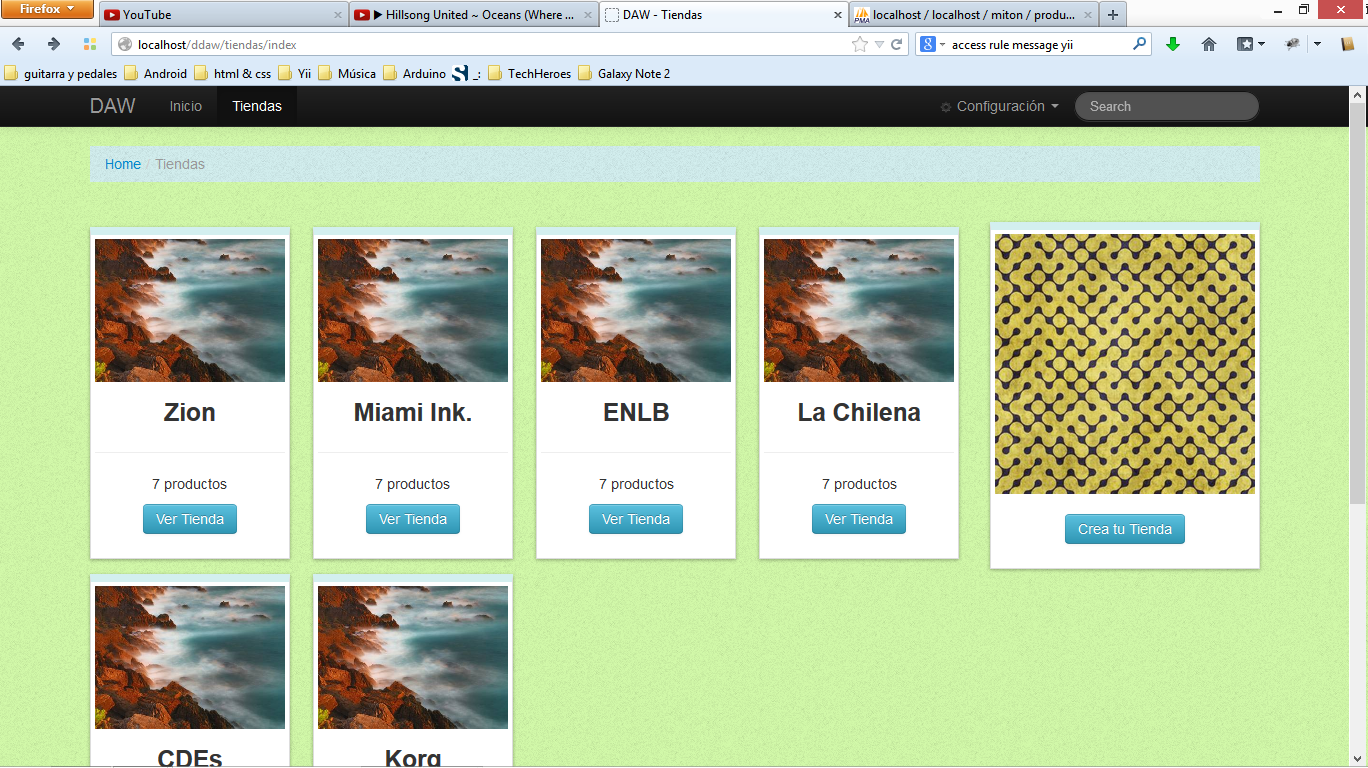 Firefox
YouTube
Hillsong United ~ Oceans (Where ...
DAW - Tiendas
localhost / localhost / miton / produ...
localhost/ddaw/tiendas/index
access rule message yii
guitarra y pedales
Android
html & css
Yii
Música
Arduino
_:
TechHeroes
Galaxy Note 2
DAW
Inicio
Tiendas
Configuración
Search
Home / Tiendas
Zion
7 productos
Ver Tienda
Miami Ink.
7 productos
Ver Tienda
ENLB
7 productos
Ver Tienda
La Chilena
7 productos
Ver Tienda
Crea tu Tienda
CDEs
Korg